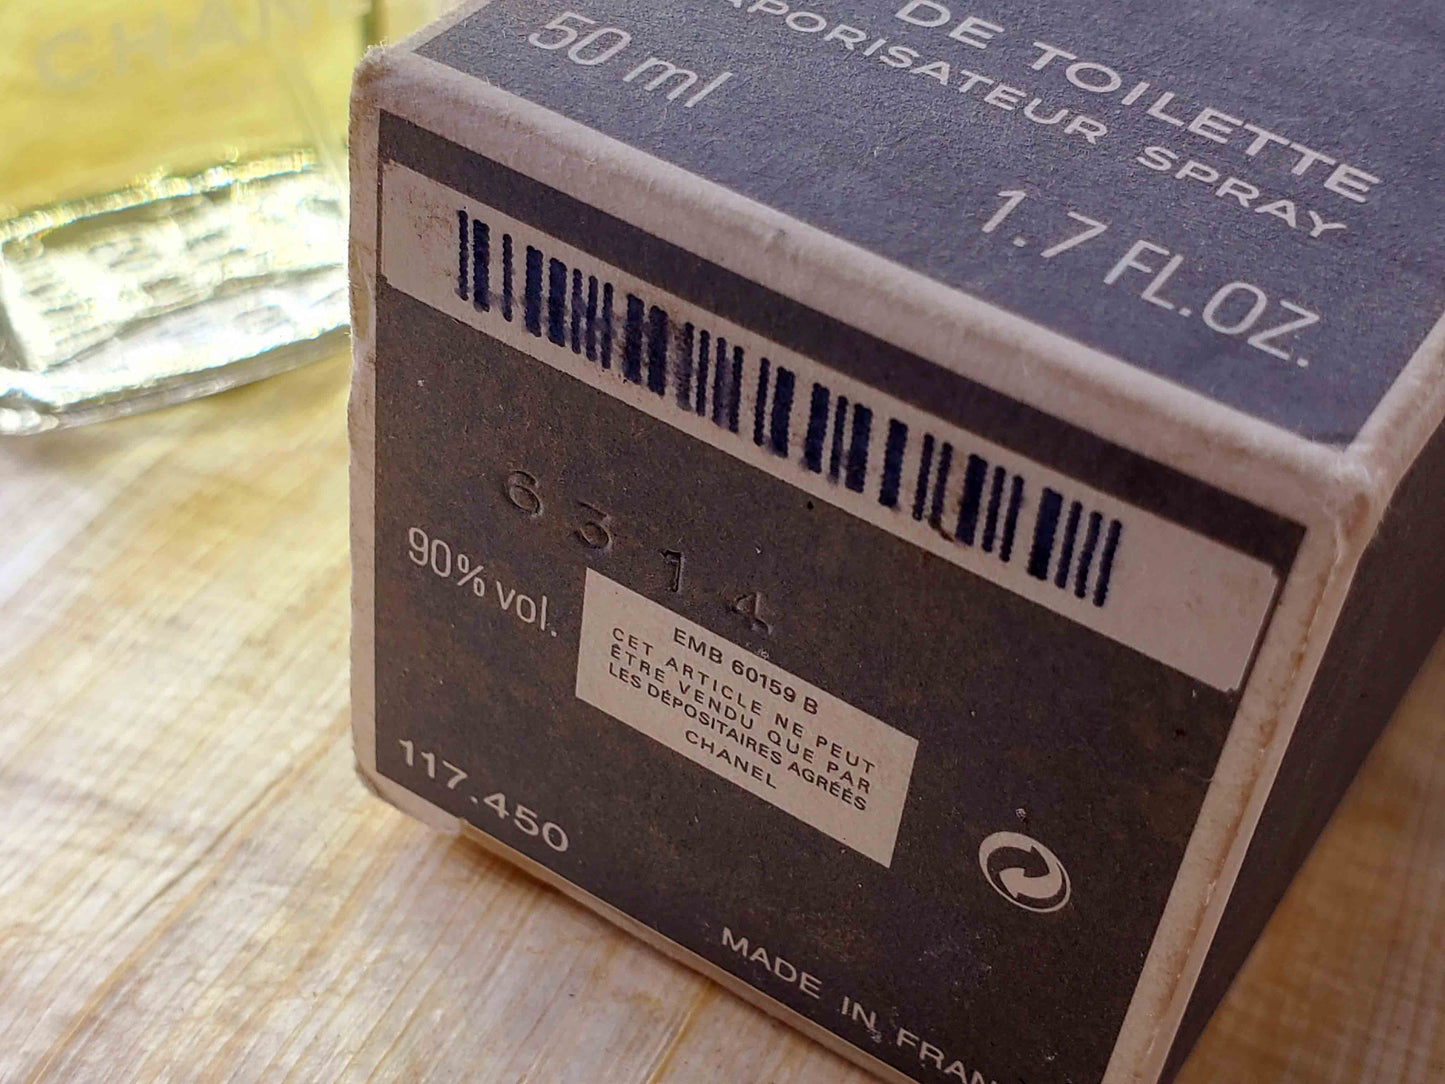 CHANEL
DE TOILETTE
VAPORISATEUR SPRAY
50 ml
1.7 FL.OZ.
6314
90% vol.
EMB 60159 B
CET ARTICLE NE PEUT
ÊTRE VENDU QUE PAR
LES DÉPOSITAIRES AGRÉÉS
CHANEL
117.450
MADE IN FRAN